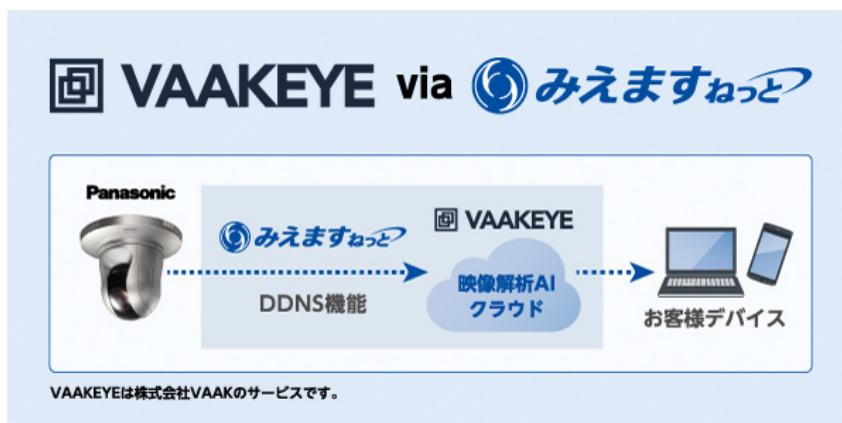 VAAKEYE via みえますねっと
Panasonic
みえますねっと
DDNS機能
VAAKEYE
映像解析AI
クラウド
お客様デバイス
VAAKEYEは株式会社VAAKのサービスです。